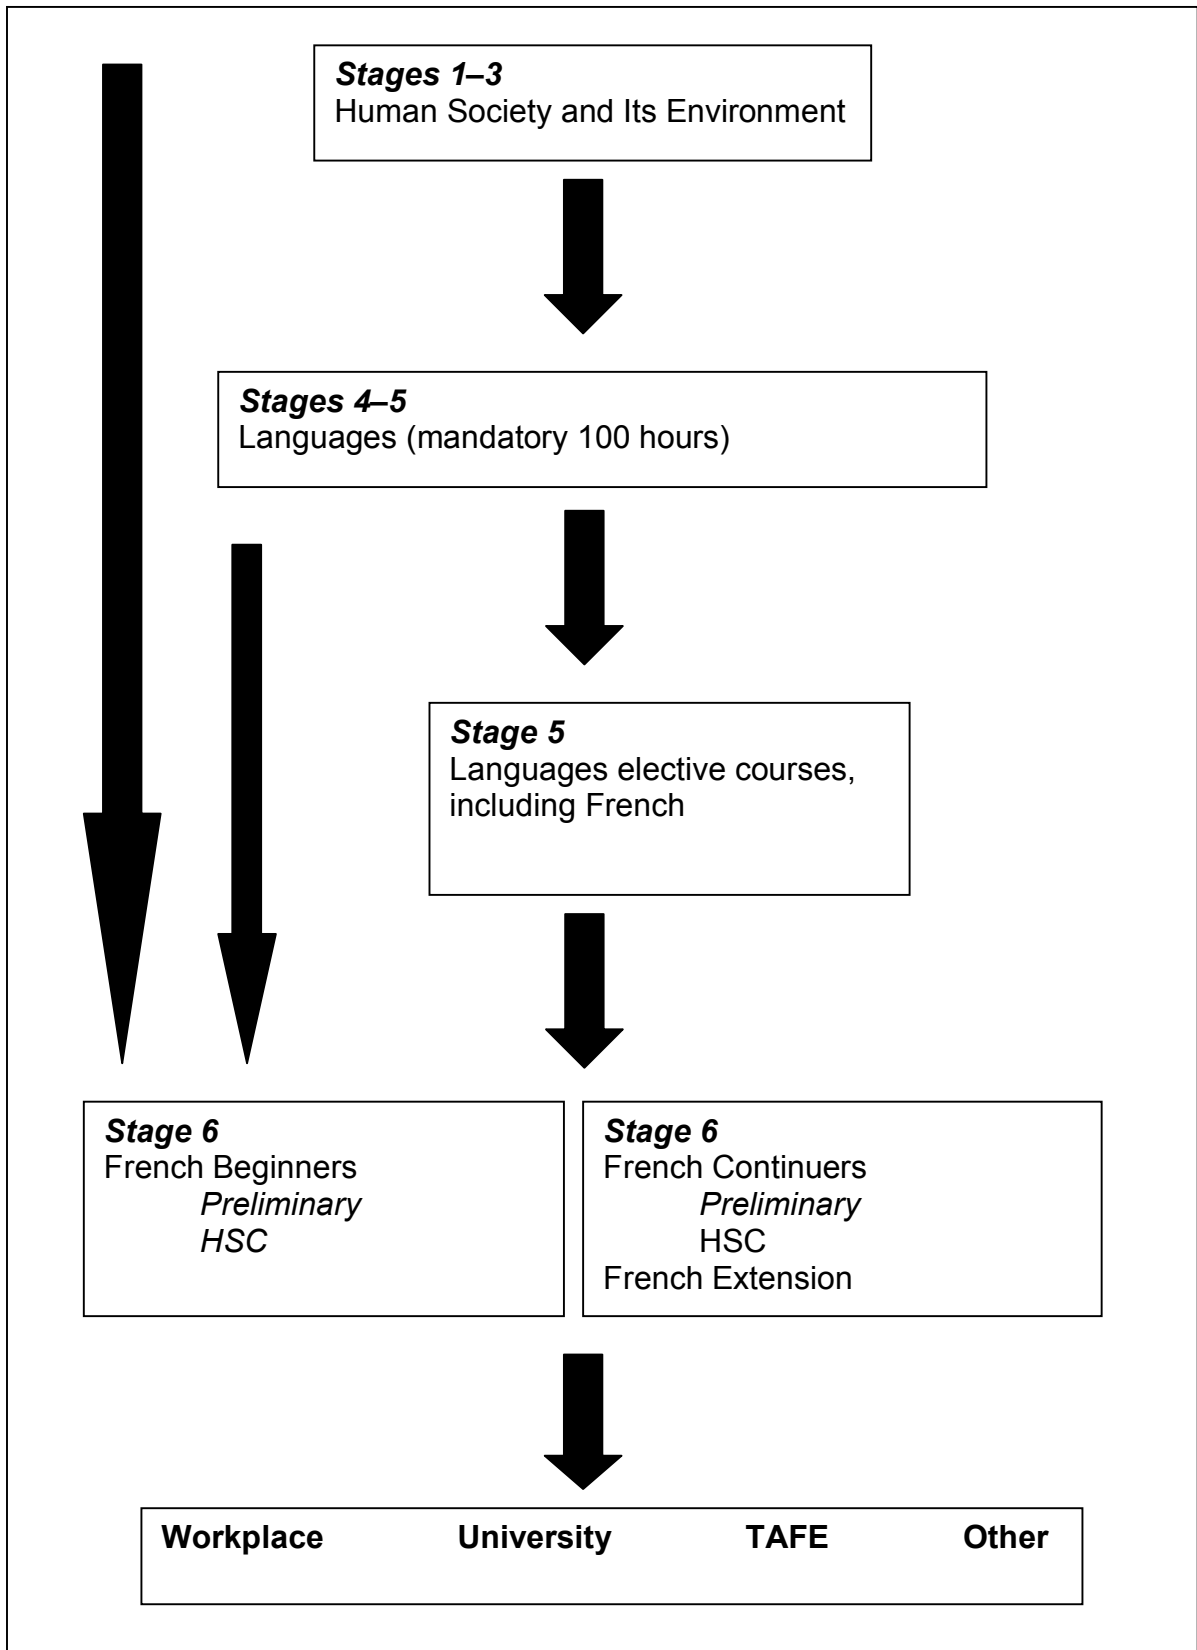 Stages 1–3
Human Society and Its Environment
Stages 4–5
Languages (mandatory 100 hours)
Stage 5
Languages elective courses,
including French
Stage 6
French Beginners
Preliminary
HSC
Stage 6
French Continuers
Preliminary
HSC
French Extension
Workplace University TAFE Other